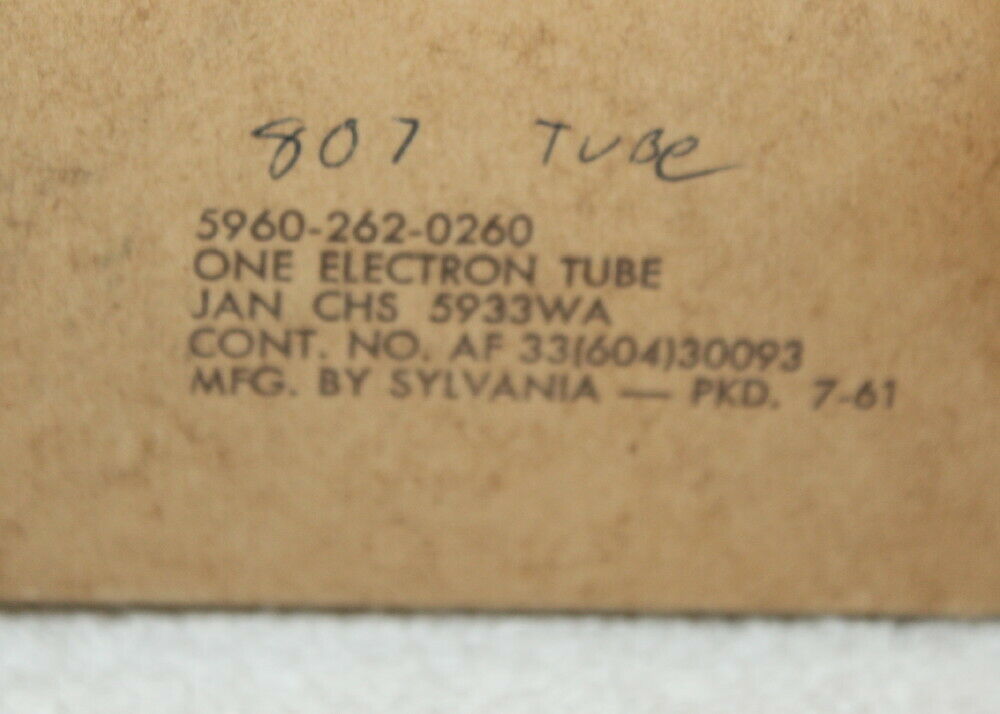 807 TUBe
5960-262-0260
ONE ELECTRON TUBE
JAN CHS 5933WA
CONT. NO. AF 33(604)30093
MFG. BY SYLVANIA — PKD. 7-61